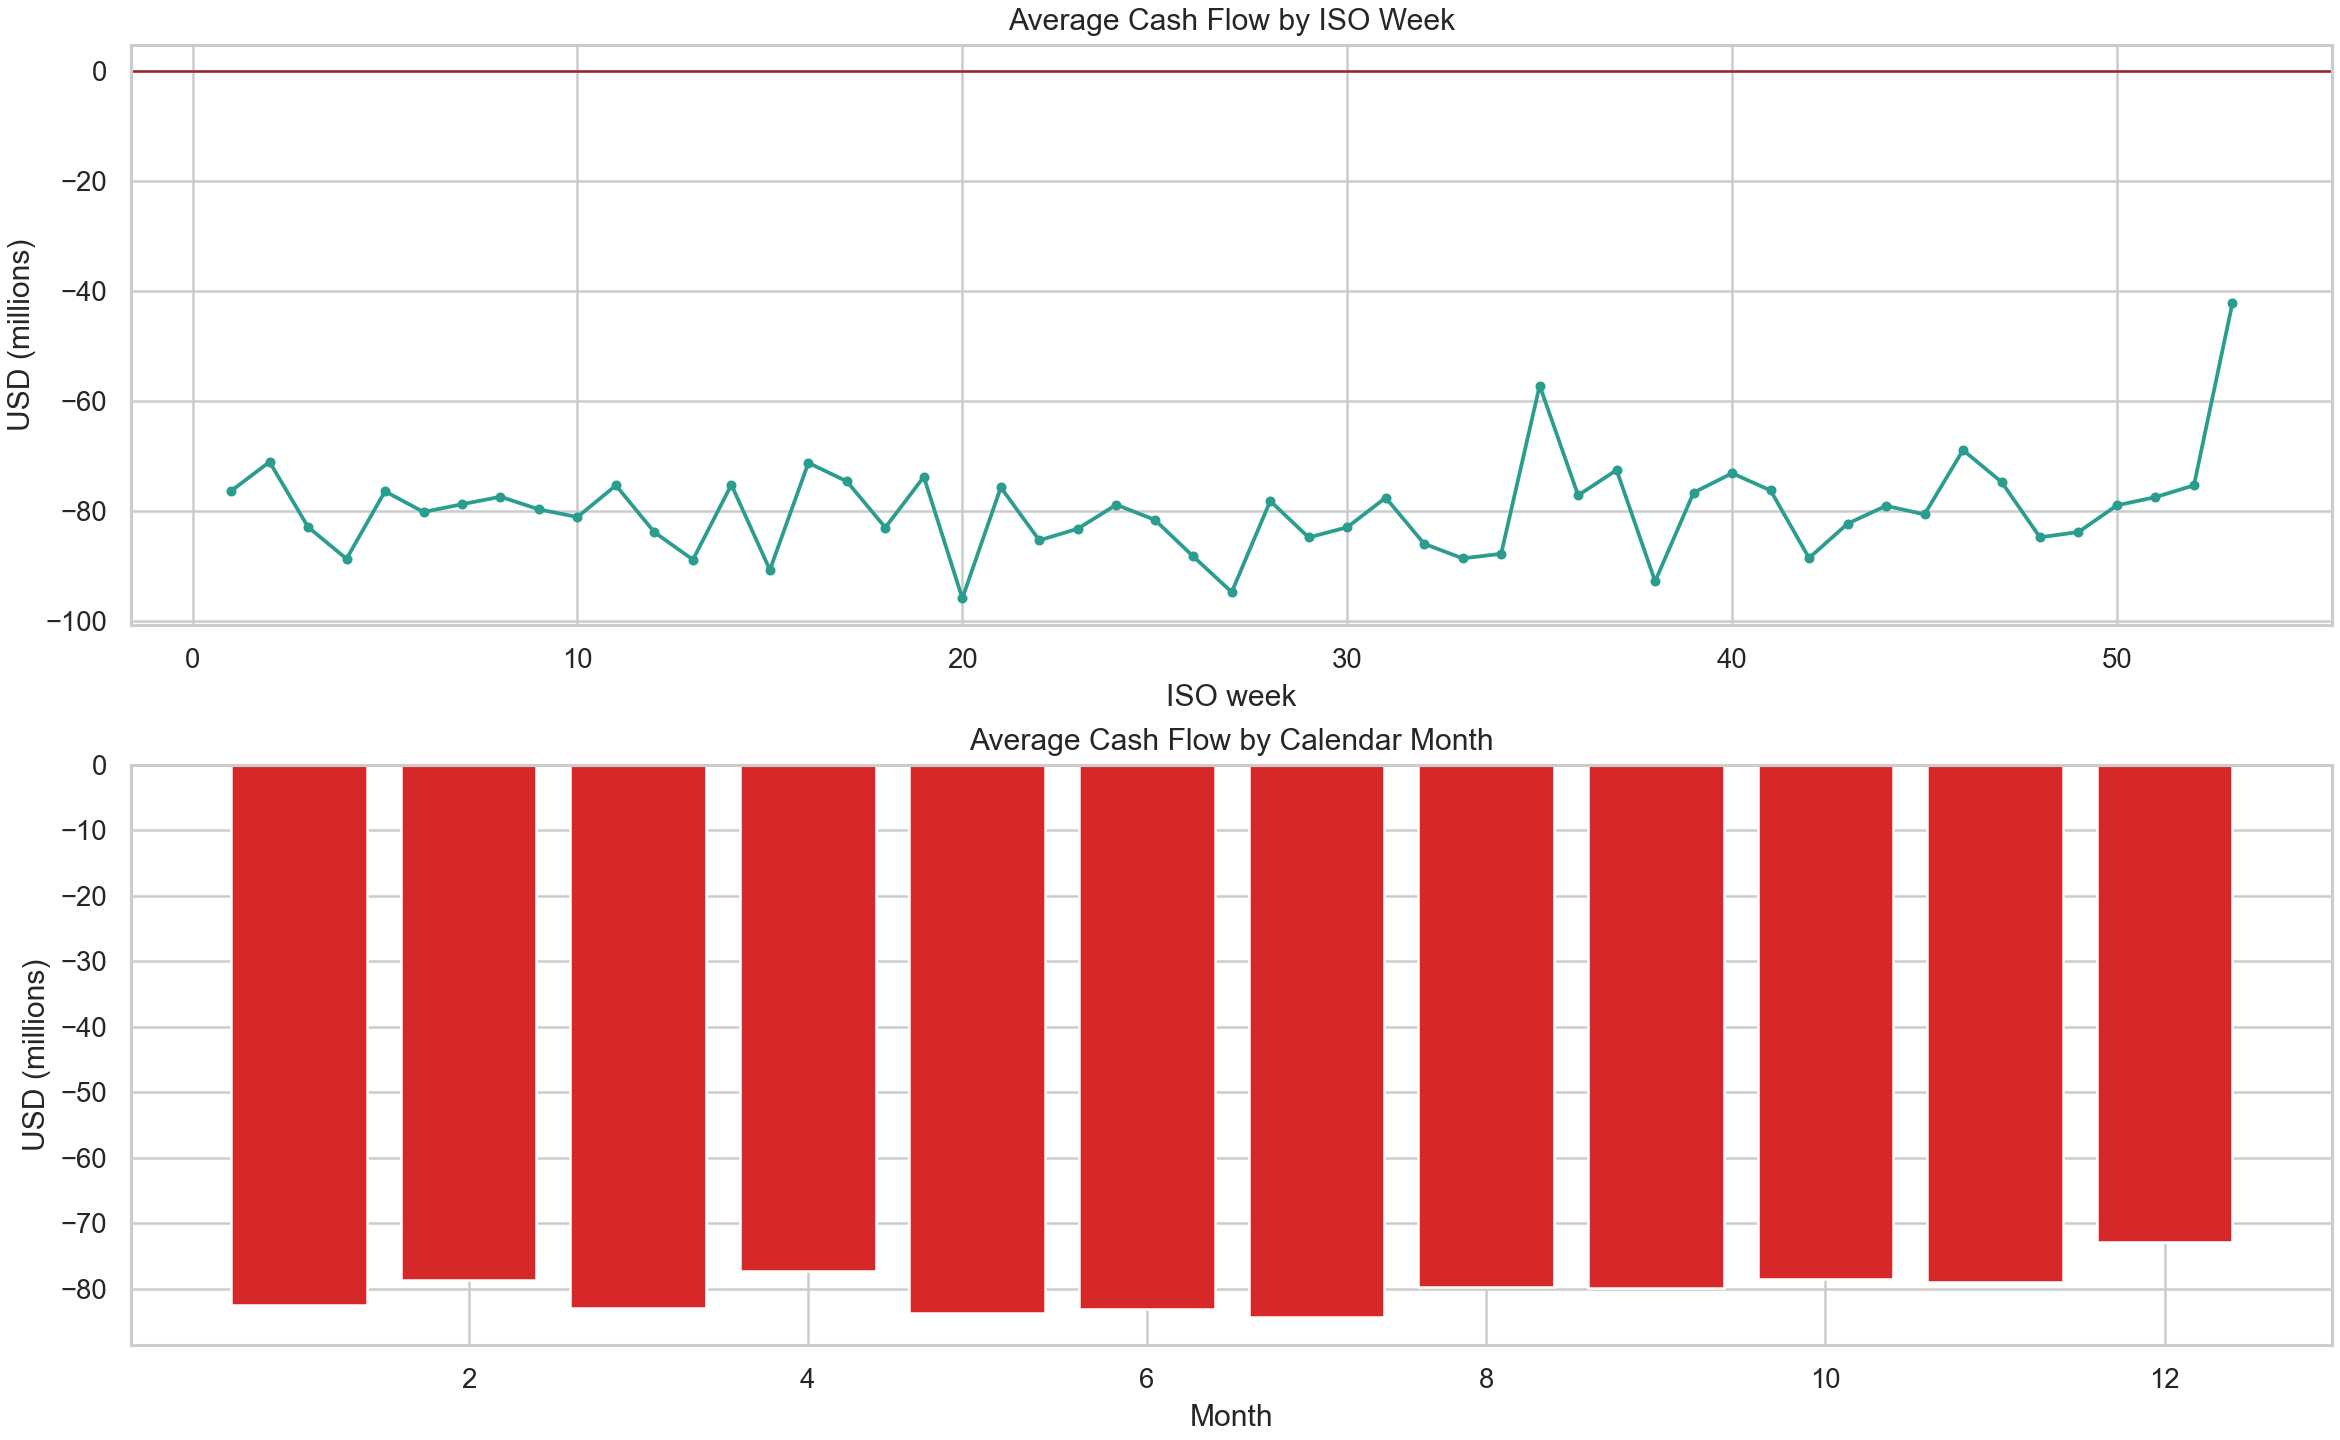 Average Cash Flow by ISO Week
USD (millions)
0
−20
−40
−60
−80
−100
0 10 20 30 40 50
ISO week
Average Cash Flow by Calendar Month
USD (millions)
0
−10
−20
−30
−40
−50
−60
−70
−80
2 4 6 8 10 12
Month